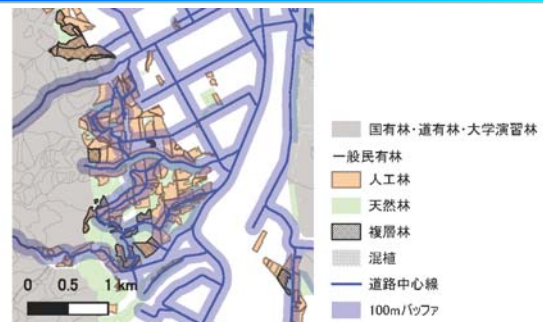 国有林・道有林・大学演習林
一般民有林
人工林
天然林
複層林
混植
道路中心線
100mバッファ
0 0.5 1 km